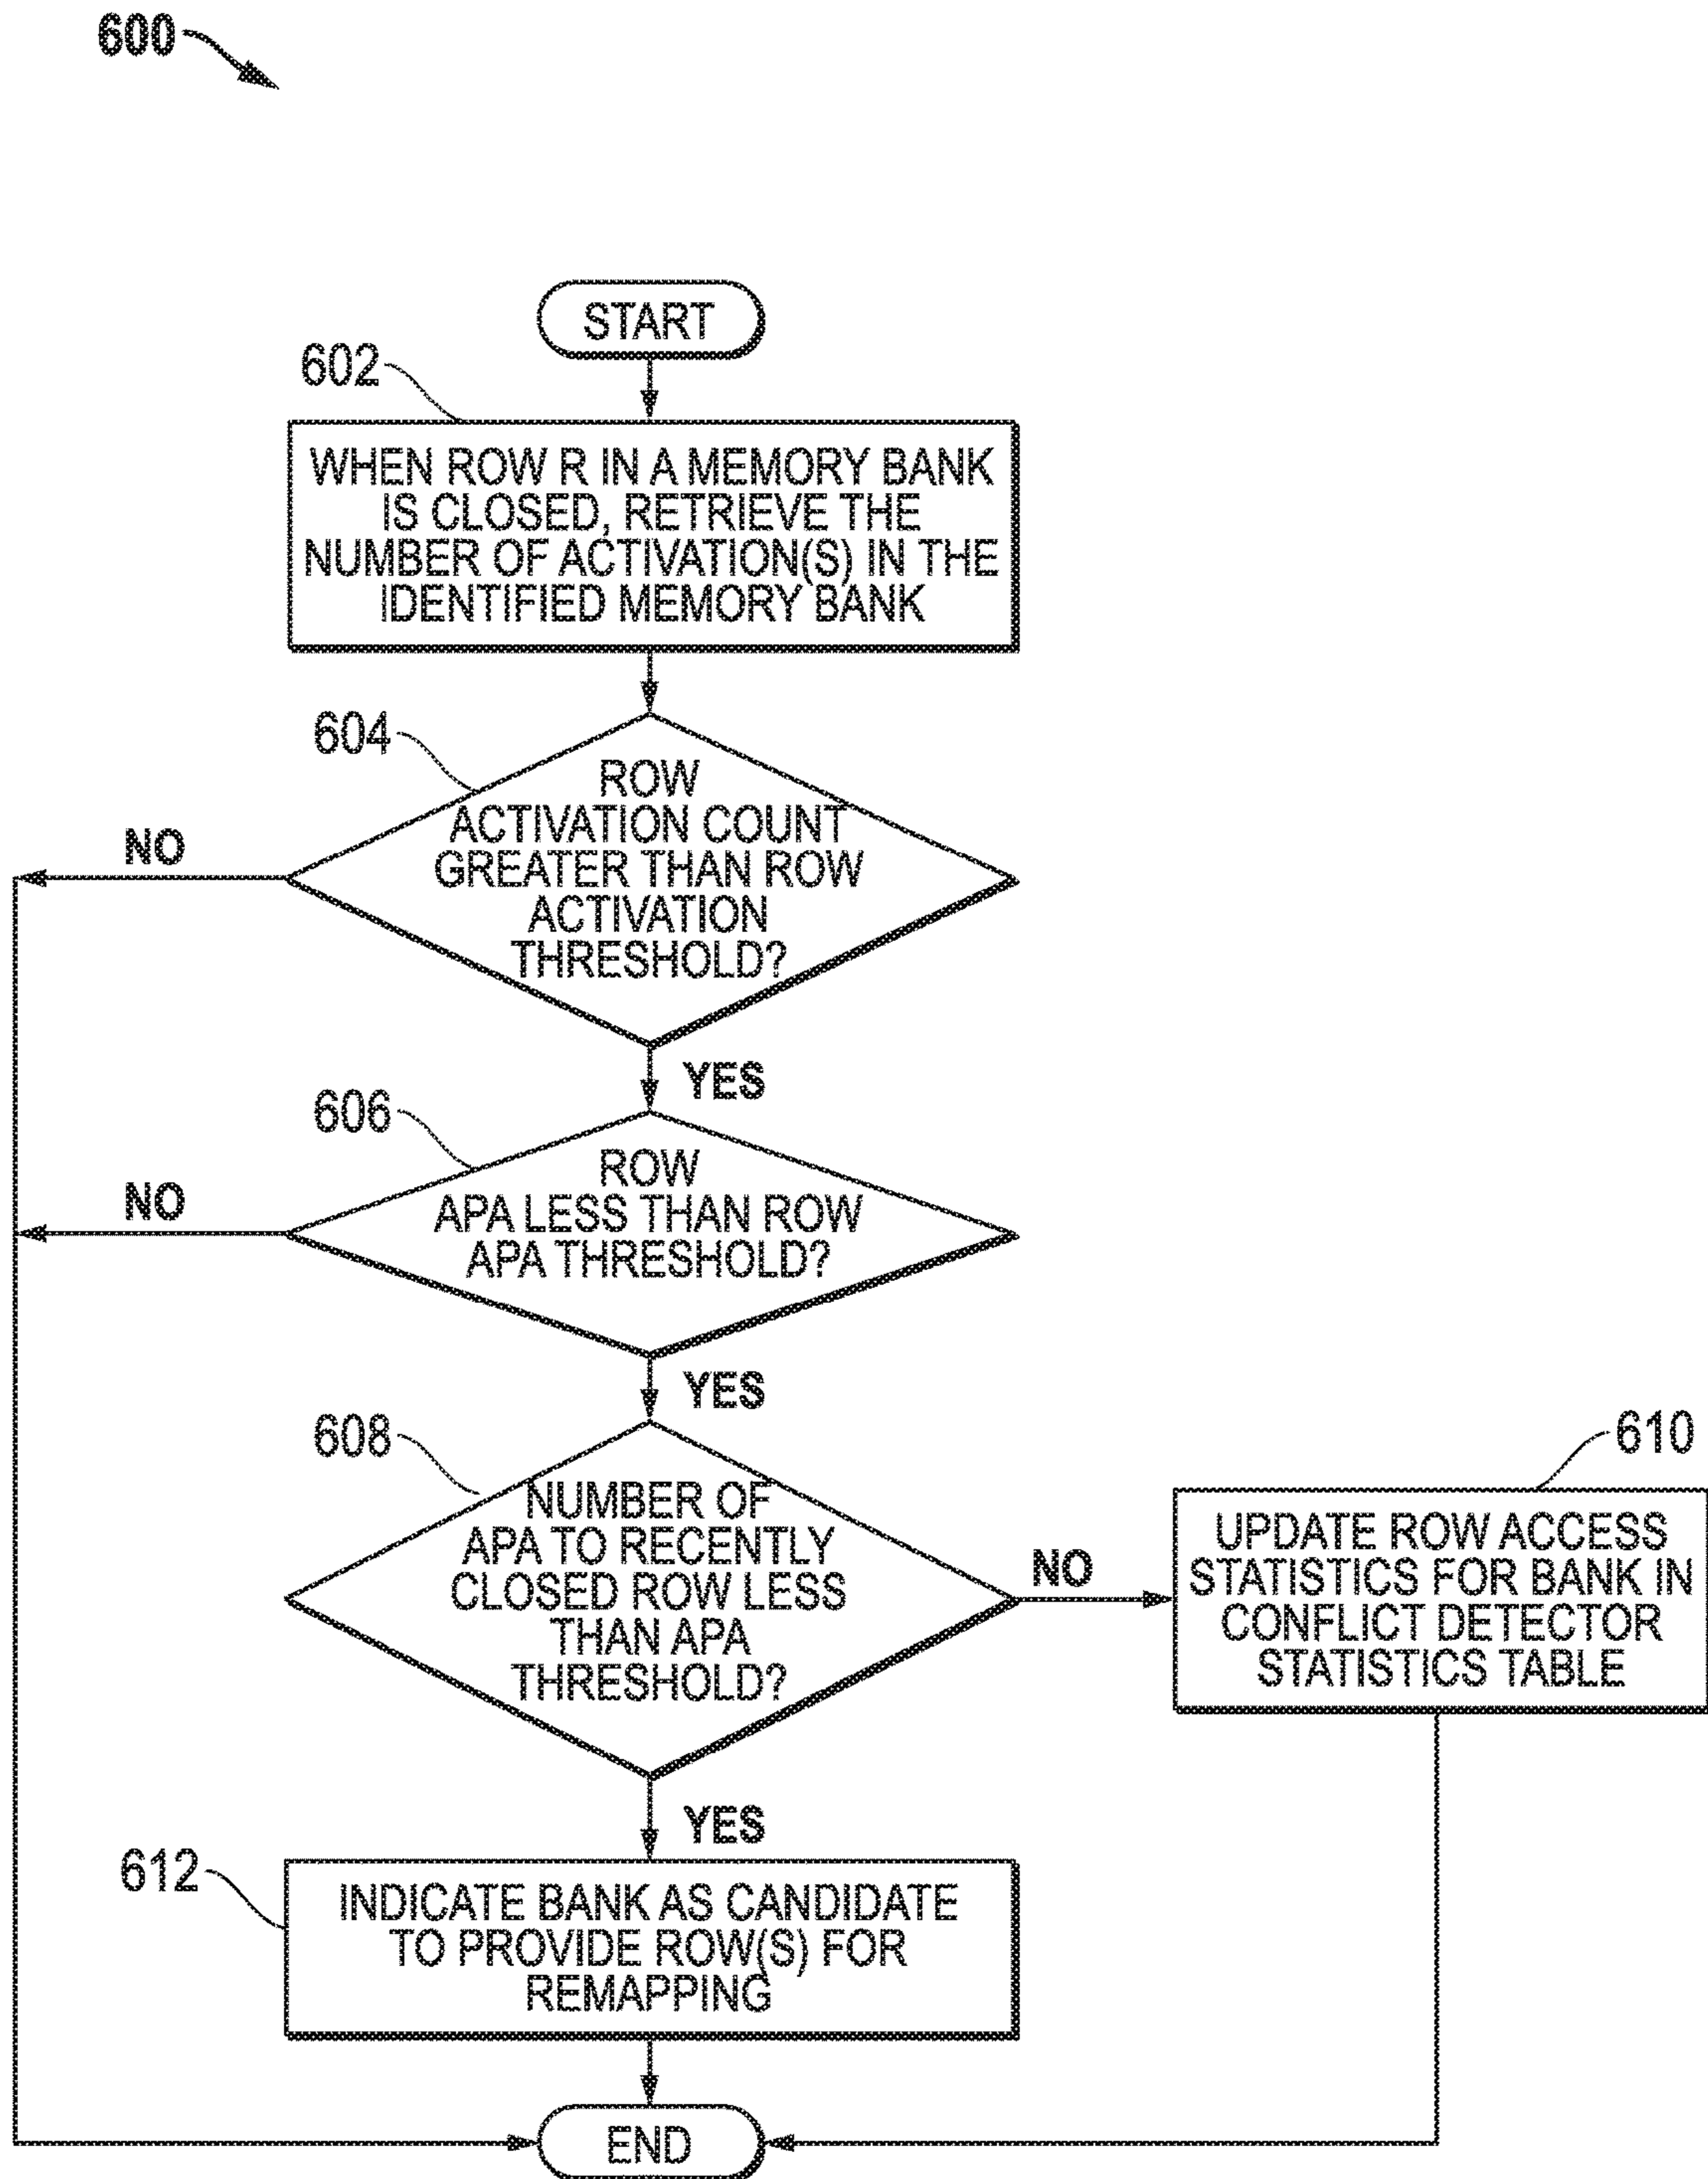 600
START
602
WHEN ROW R IN A MEMORY BANK
IS CLOSED, RETRIEVE THE
NUMBER OF ACTIVATION(S) IN THE
IDENTIFIED MEMORY BANK
604
ROW
ACTIVATION COUNT
GREATER THAN ROW
ACTIVATION
THRESHOLD?
NO
YES
606
ROW
APA LESS THAN ROW
APA THRESHOLD?
NO
YES
608
NUMBER OF
APA TO RECENTLY
CLOSED ROW LESS
THAN APA
THRESHOLD?
NO
610
UPDATE ROW ACCESS
STATISTICS FOR BANK IN
CONFLICT DETECTOR
STATISTICS TABLE
YES
612
INDICATE BANK AS CANDIDATE
TO PROVIDE ROW(S) FOR
REMAPPING
END